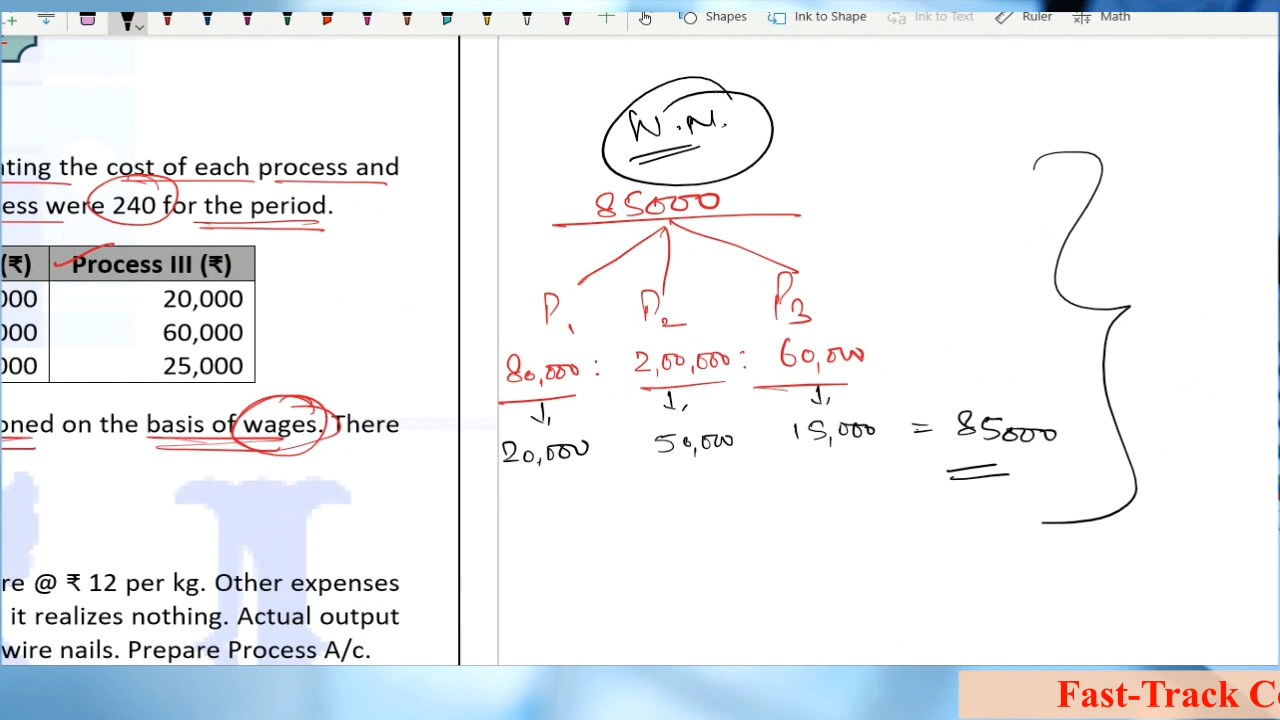 Shapes Ink to Shape Ink to Text Ruler Math
ating the cost of each process and
ess were 240 for the period.
(₹) Process III (₹)
000 20,000
000 60,000
000 25,000
oned on the basis of wages. There
re @ ₹ 12 per kg. Other expenses
it realizes nothing. Actual output
wire nails. Prepare Process A/c.
W.N.
85000
P1 P2 P3
80,000 : 2,00,000 : 60,000
20,000 50,000 15,000 = 85000
Fast-Track Co